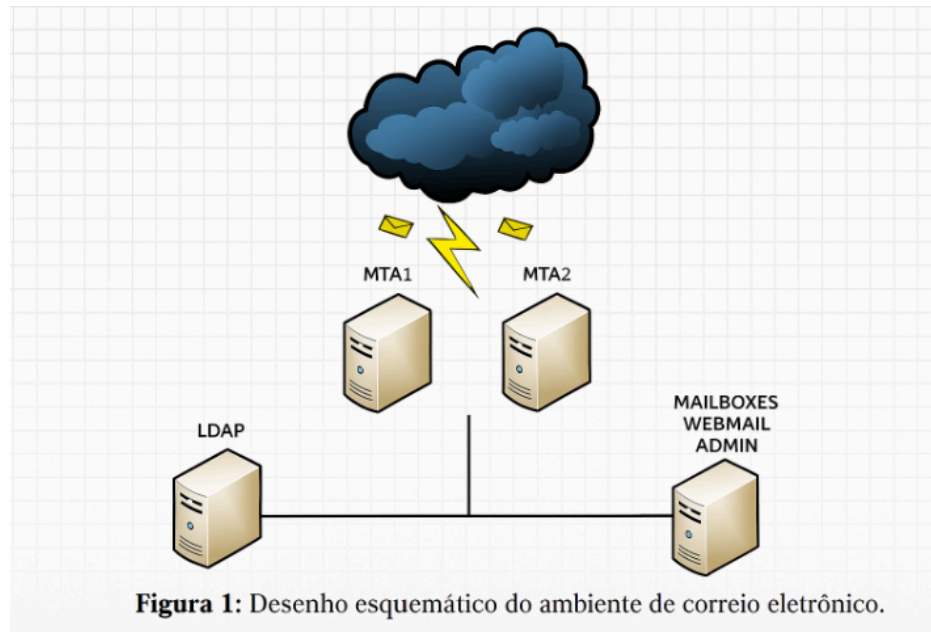 MTA1
MTA2
LDAP
MAILBOXES
WEBMAIL
ADMIN
Figura 1: Desenho esquemático do ambiente de correio eletrônico.